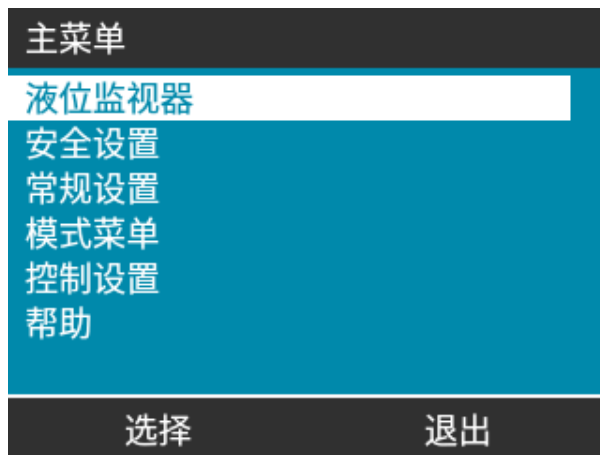 主菜单
液位监视器
安全设置
常规设置
模式菜单
控制设置
帮助
选择 退出